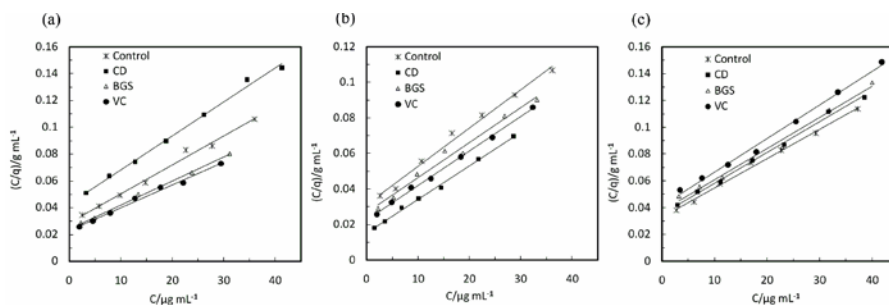 (a)
0.16
0.14
0.12
0.1
0.08
0.06
0.04
0.02
0
(C/q)/g mL⁻¹
Control
CD
BGS
VC
0 10 20 30 40 50
C/µg mL⁻¹
(b)
0.12
0.1
0.08
0.06
0.04
0.02
0
(C/q)/g mL⁻¹
Control
CD
BGS
VC
0 10 20 30 40
C/µg mL⁻¹
(c)
0.16
0.14
0.12
0.1
0.08
0.06
0.04
0.02
0
(C/q)/g mL⁻¹
Control
CD
BGS
VC
0 10 20 30 40
C/µg mL⁻¹